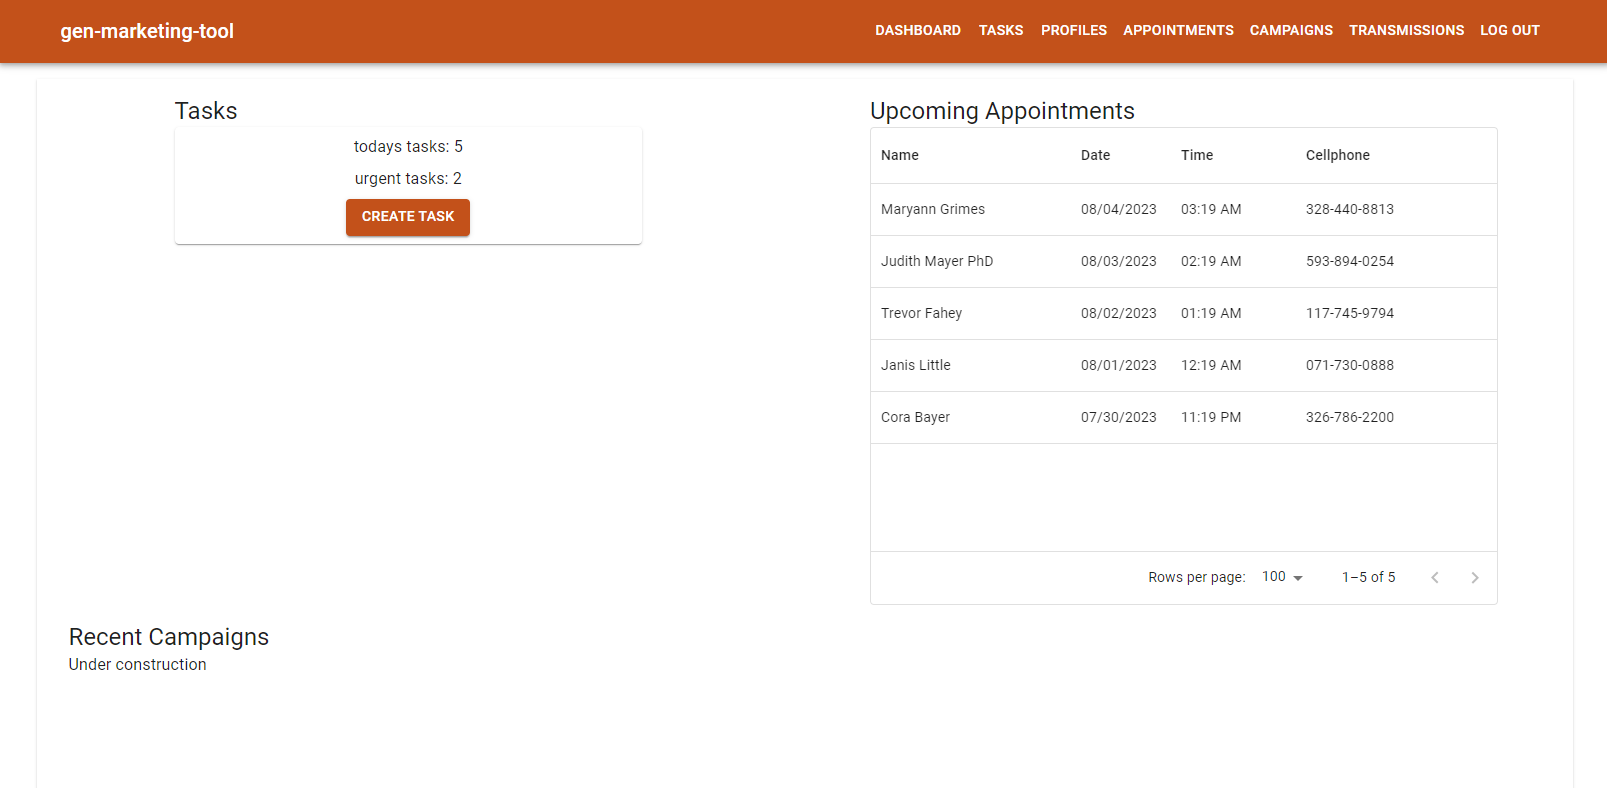 gen-marketing-tool
DASHBOARD TASKS PROFILES APPOINTMENTS CAMPAIGNS TRANSMISSIONS LOG OUT
Tasks
todays tasks: 5
urgent tasks: 2
CREATE TASK
Upcoming Appointments
Name Date Time Cellphone
Maryann Grimes 08/04/2023 03:19 AM 328-440-8813
Judith Mayer PhD 08/03/2023 02:19 AM 593-894-0254
Trevor Fahey 08/02/2023 01:19 AM 117-745-9794
Janis Little 08/01/2023 12:19 AM 071-730-0888
Cora Bayer 07/30/2023 11:19 PM 326-786-2200
Rows per page: 100 1–5 of 5
Recent Campaigns
Under construction